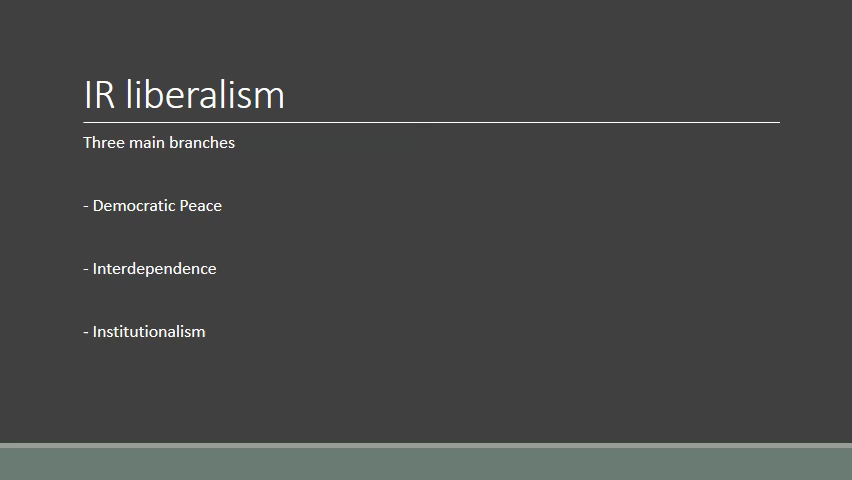 IR liberalism
Three main branches
- Democratic Peace
- Interdependence
- Institutionalism